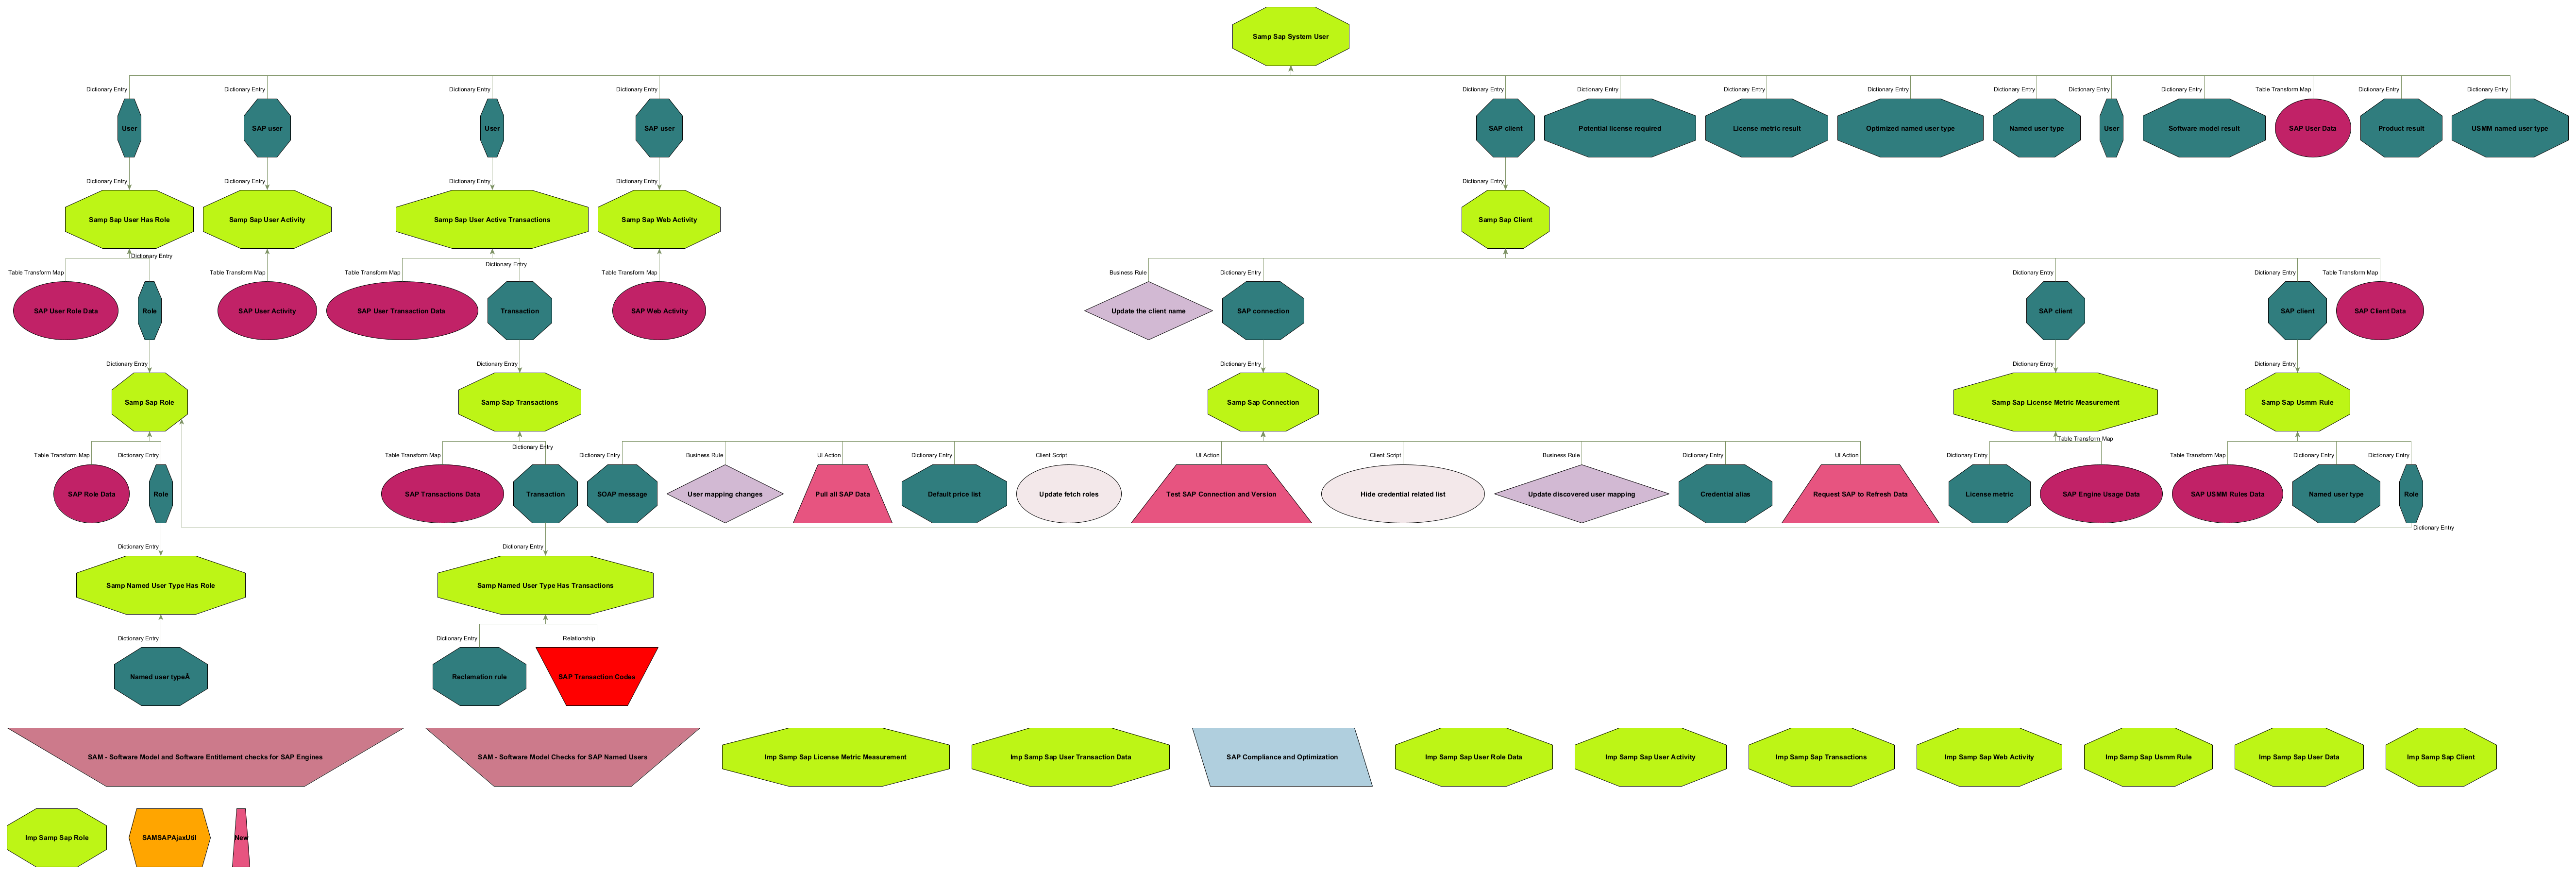 Samp Sap System User
Dictionary Entry
Dictionary Entry
Dictionary Entry
Dictionary Entry
Dictionary Entry
Dictionary Entry
Dictionary Entry
Dictionary Entry
Dictionary Entry
Dictionary Entry
Dictionary Entry
Table Transform Map
Dictionary Entry
Dictionary Entry
User
SAP user
User
SAP user
SAP client
Potential license required
License metric result
Optimized named user type
Named user type
User
Software model result
SAP User Data
Product result
USMM named user type
Dictionary Entry
Dictionary Entry
Dictionary Entry
Dictionary Entry
Dictionary Entry
Samp Sap User Has Role
Samp Sap User Activity
Samp Sap User Active Transactions
Samp Sap Web Activity
Samp Sap Client
Table Transform Map
Dictionary Entry
Table Transform Map
Table Transform Map
Dictionary Entry
Table Transform Map
Business Rule
Dictionary Entry
Dictionary Entry
Dictionary Entry
Table Transform Map
SAP User Role Data
Role
SAP User Activity
SAP User Transaction Data
Transaction
SAP Web Activity
Update the client name
SAP connection
SAP client
SAP client
SAP Client Data
Dictionary Entry
Dictionary Entry
Dictionary Entry
Dictionary Entry
Dictionary Entry
Samp Sap Role
Samp Sap Transactions
Samp Sap Connection
Samp Sap License Metric Measurement
Samp Sap Usmm Rule
Table Transform Map
Dictionary Entry
Table Transform Map
Dictionary Entry
Dictionary Entry
Business Rule
UI Action
Dictionary Entry
Client Script
UI Action
Client Script
Business Rule
Dictionary Entry
UI Action
Dictionary Entry
Table Transform Map
Table Transform Map
Dictionary Entry
Dictionary Entry
SAP Role Data
Role
SAP Transactions Data
Transaction
SOAP message
User mapping changes
Pull all SAP Data
Default price list
Update fetch roles
Test SAP Connection and Version
Hide credential related list
Update discovered user mapping
Credential alias
Request SAP to Refresh Data
License metric
SAP Engine Usage Data
SAP USMM Rules Data
Named user type
Role
Dictionary Entry
Dictionary Entry
Dictionary Entry
Samp Named User Type Has Role
Samp Named User Type Has Transactions
Dictionary Entry
Dictionary Entry
Relationship
Named user typeÂ
Reclamation rule
SAP Transaction Codes
SAM - Software Model and Software Entitlement checks for SAP Engines
SAM - Software Model Checks for SAP Named Users
Imp Samp Sap License Metric Measurement
Imp Samp Sap User Transaction Data
SAP Compliance and Optimization
Imp Samp Sap User Role Data
Imp Samp Sap User Activity
Imp Samp Sap Transactions
Imp Samp Sap Web Activity
Imp Samp Sap Usmm Rule
Imp Samp Sap User Data
Imp Samp Sap Client
Imp Samp Sap Role
SAMSAPAjaxUtil
New